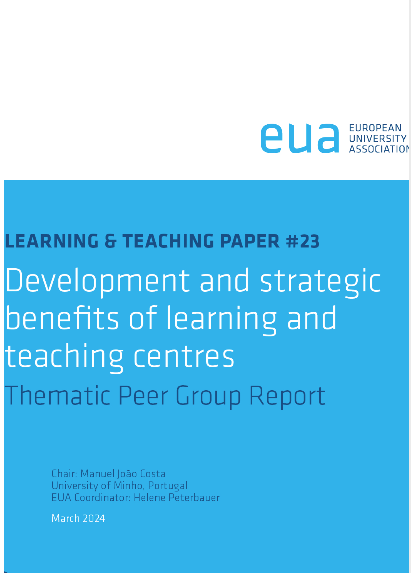 eua EUROPEAN
UNIVERSITY
ASSOCIATION
LEARNING & TEACHING PAPER #23
Development and strategic
benefits of learning and
teaching centres
Thematic Peer Group Report
Chair: Manuel João Costa
University of Minho, Portugal
EUA Coordinator: Helene Peterbauer
March 2024